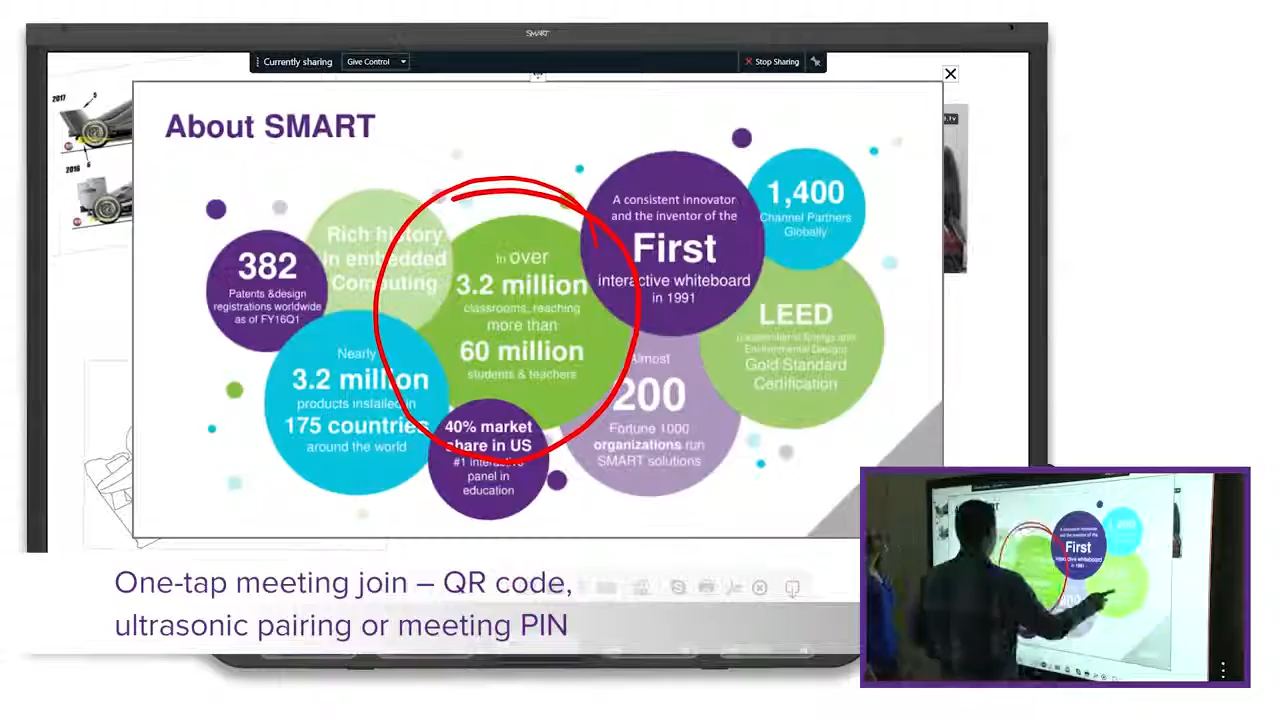 SMART
Currently sharing
Give Control
Stop Sharing
2017
5
6
2016
About SMART
382
Patents &design
registrations worldwide
as of FY16Q1
Rich history
in embedded
Computing
In over
3.2 million
classrooms, reaching
more than
60 million
students & teachers
A consistent innovator
and the inventor of the
First
interactive whiteboard
in 1991
1,400
Channel Partners
Globally
LEED
Gold Standard
Certification
Nearly
3.2 million
products installed in
175 countries
around the world
40% market
share in US
#1 interactive
panel in
education
Almost
200
Fortune 1000
organizations run
SMART solutions
One-tap meeting join – QR code,
ultrasonic pairing or meeting PIN
First